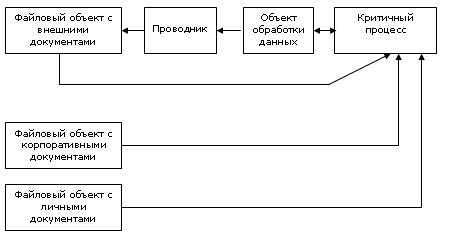 Файловый объект с
внешними
документами
Проводник
Объект
обработки
данных
Критичный
процесс
Файловый объект с
корпоративными
документами
Файловый объект с
личными
документами